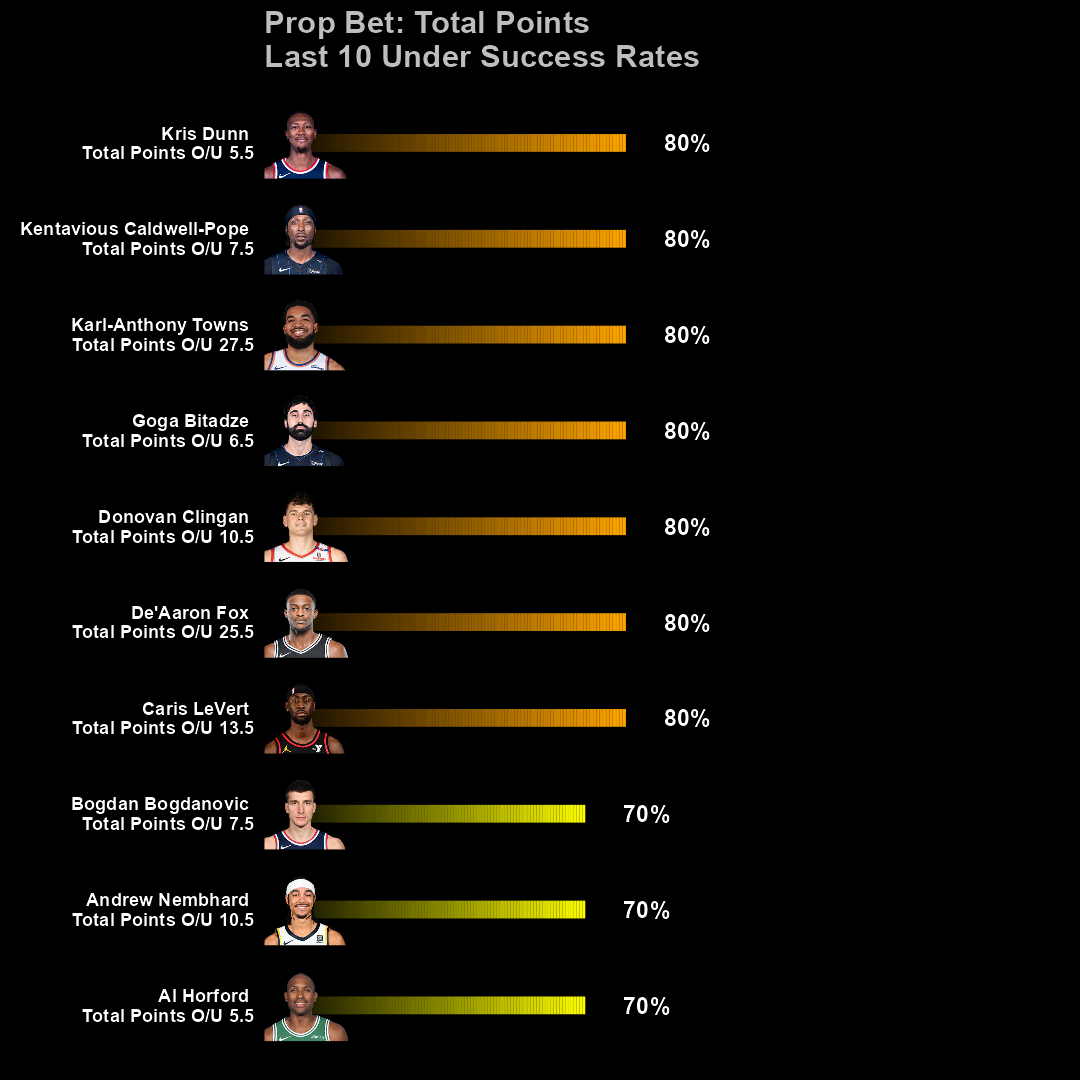 Prop Bet: Total Points
Last 10 Under Success Rates
Kris Dunn
Total Points O/U 5.5
80%
Kentavious Caldwell-Pope
Total Points O/U 7.5
80%
Karl-Anthony Towns
Total Points O/U 27.5
80%
Goga Bitadze
Total Points O/U 6.5
80%
Donovan Clingan
Total Points O/U 10.5
80%
De'Aaron Fox
Total Points O/U 25.5
80%
Caris LeVert
Total Points O/U 13.5
80%
Bogdan Bogdanovic
Total Points O/U 7.5
70%
Andrew Nembhard
Total Points O/U 10.5
70%
Al Horford
Total Points O/U 5.5
70%